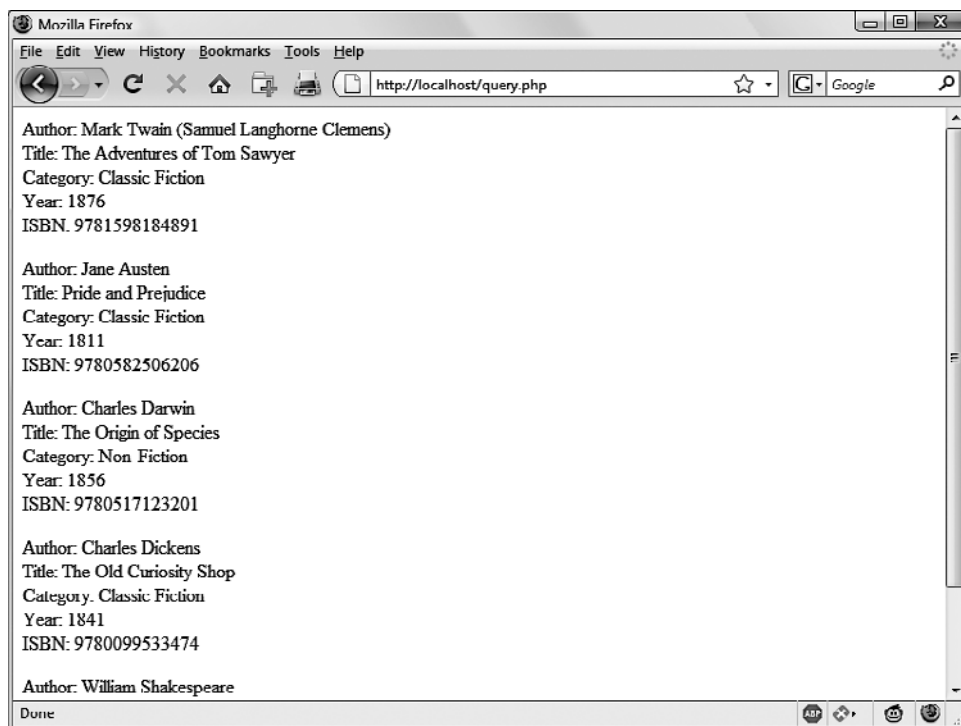 Mozilla Firefox
File Edit View History Bookmarks Tools Help
http://localhost/query.php
G Google
Author: Mark Twain (Samuel Langhorne Clemens)
Title: The Adventures of Tom Sawyer
Category: Classic Fiction
Year: 1876
ISBN: 9781598184891
Author: Jane Austen
Title: Pride and Prejudice
Category: Classic Fiction
Year: 1811
ISBN: 9780582506206
Author: Charles Darwin
Title: The Origin of Species
Category: Non Fiction
Year: 1856
ISBN: 9780517123201
Author: Charles Dickens
Title: The Old Curiosity Shop
Category: Classic Fiction
Year: 1841
ISBN: 9780099533474
Author: William Shakespeare
Done
ABP